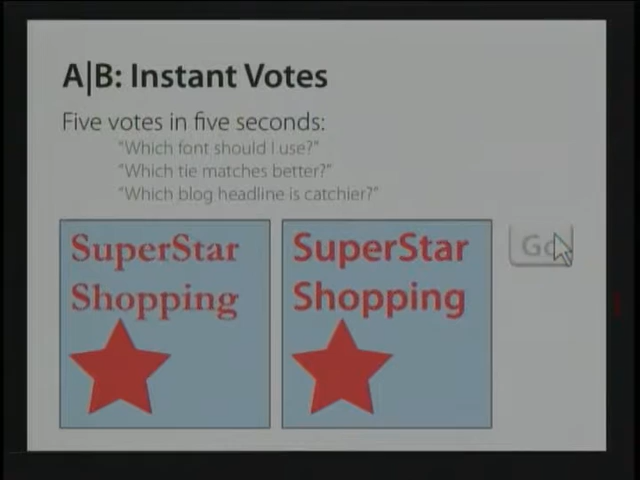 A|B: Instant Votes
Five votes in five seconds:
"Which font should I use?"
"Which tie matches better?"
"Which blog headline is catchier?"
SuperStar
Shopping
SuperStar
Shopping
Go